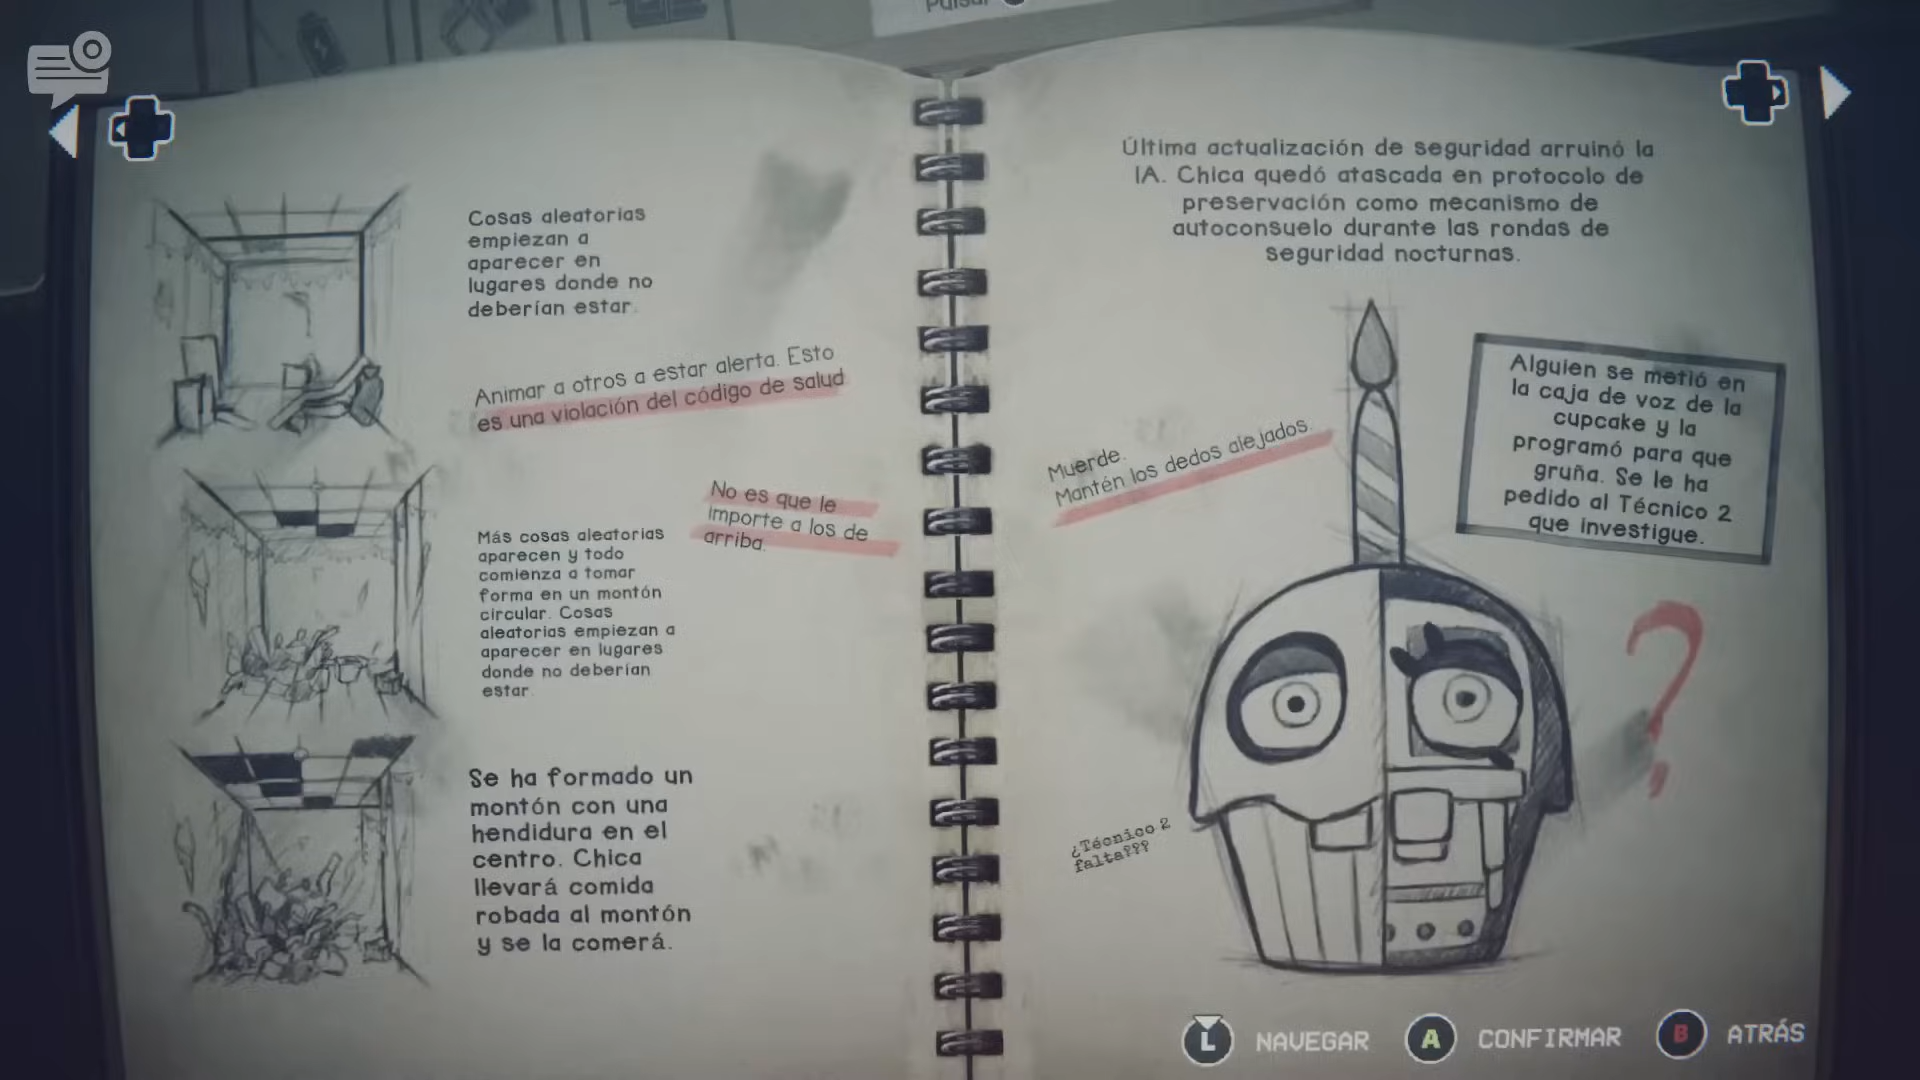 Pulsar
Cosas aleatorias
empiezan a
aparecer en
lugares donde no
deberían estar.
Animar a otros a estar alerta. Esto
es una violación del código de salud
No es que le
importe a los de
arriba.
Más cosas aleatorias
aparecen y todo
comienza a tomar
forma en un montón
circular. Cosas
aleatorias empiezan a
aparecer en lugares
donde no deberían
estar
Se ha formado un
montón con una
hendidura en el
centro. Chica
llevará comida
robada al montón
y se la comerá.
Última actualización de seguridad arruinó la
IA. Chica quedó atascada en protocolo de
preservación como mecanismo de
autoconsuelo durante las rondas de
seguridad nocturnas.
Alguien se metió en
la caja de voz de la
cupcake y la
programó para que
gruña. Se le ha
pedido al Técnico 2
que investigue.
Muerde.
Mantén los dedos alejados.
?
¿Técnico 2
falta???
L NAVEGAR A CONFIRMAR B ATRÁS